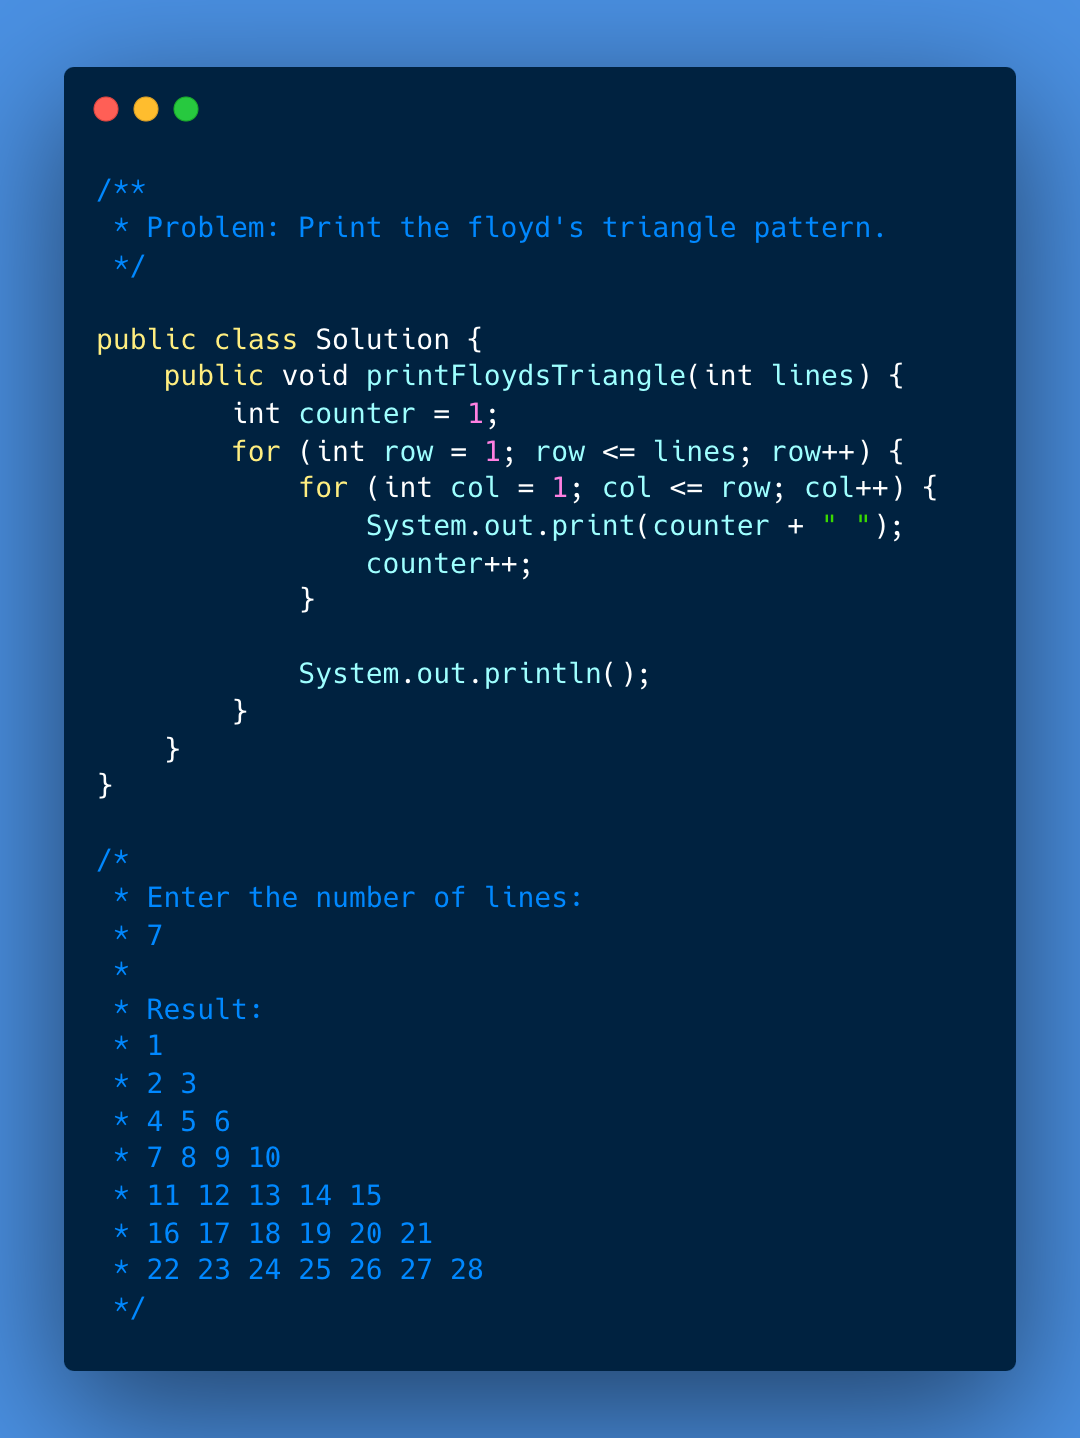 /**
 * Problem: Print the floyd's triangle pattern.
 */

public class Solution {
    public void printFloydsTriangle(int lines) {
        int counter = 1;
        for (int row = 1; row <= lines; row++) {
            for (int col = 1; col <= row; col++) {
                System.out.print(counter + " ");
                counter++;
            }

            System.out.println();
        }
    }
}

/*
 * Enter the number of lines:
 * 7
 *
 * Result:
 * 1
 * 2 3
 * 4 5 6
 * 7 8 9 10
 * 11 12 13 14 15
 * 16 17 18 19 20 21
 * 22 23 24 25 26 27 28
 */